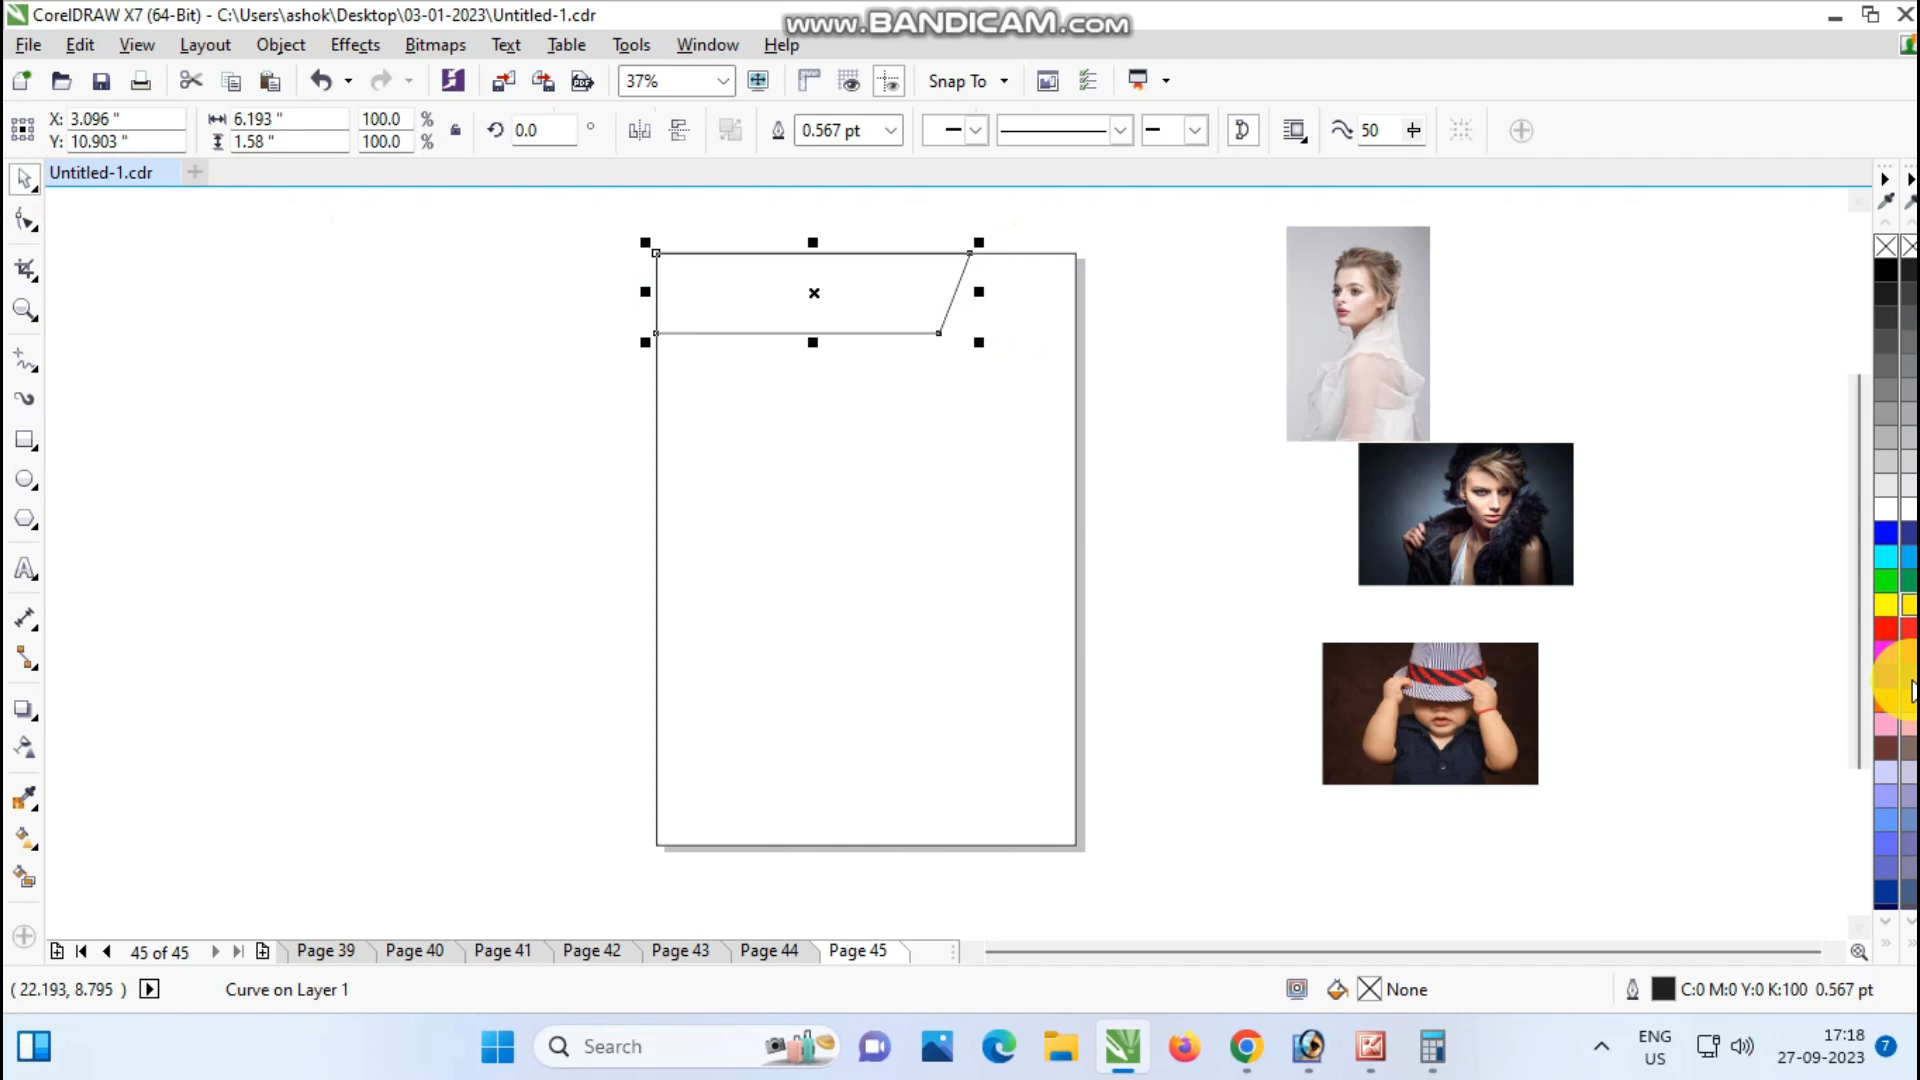 CorelDRAW X7 (64-Bit) - C:\Users\ashok\Desktop\03-01-2023\Untitled-1.cdr
www.BANDICAM.com
File Edit View Layout Object Effects Bitmaps Text Table Tools Window Help
37% Snap To
X: 3.096 " 6.193 " 100.0 % 0.0 ° 0.567 pt 50
Y: 10.903 " 1.58 " 100.0 %
Untitled-1.cdr
45 of 45 Page 39 Page 40 Page 41 Page 42 Page 43 Page 44 Page 45
( 22.193, 8.795 ) Curve on Layer 1 None C:0 M:0 Y:0 K:100 0.567 pt
Search ENG 17:18 7
US 27-09-2023